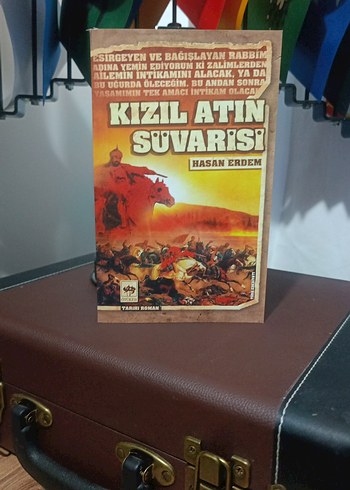 ESİRGEYEN VE BAĞIŞLAYAN RABBİM
ADINA YEMİN EDİYORUM Kİ ZALİMLERDEN
AİLEMİN İNTİKAMINI ALACAK, YA DA
BU UĞURDA ÖLECEĞİM. BU ANDAN SONRA
YAŞAMIMIN TEK AMACI İNTİKAM OLACAK
KIZIL ATIN
SÜVARİSİ
HASAN ERDEM
TARİHİ ROMAN